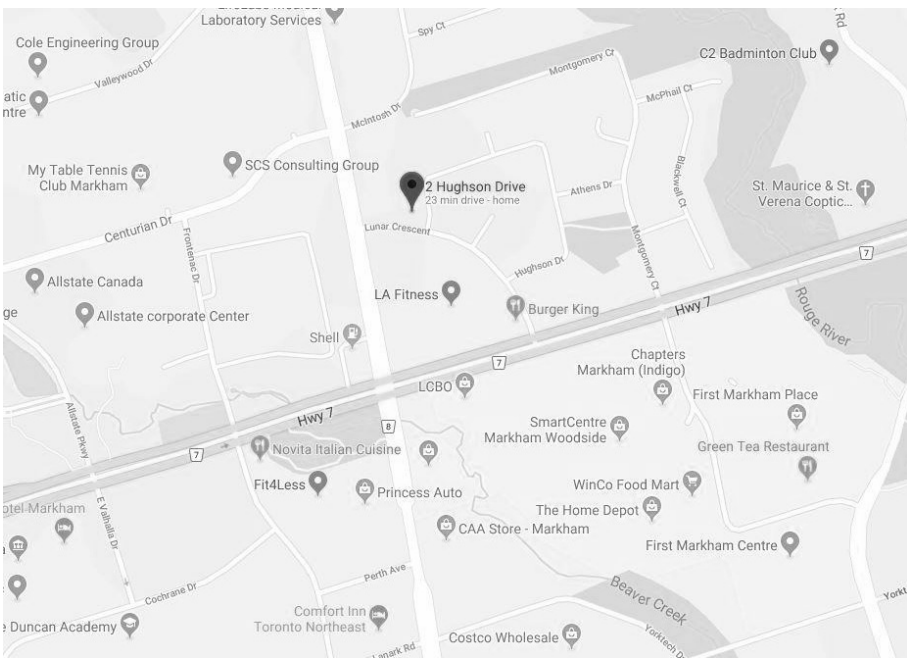 Laboratory Services
Spy Ct
Rd
Cole Engineering Group
Valleywood Dr
Montgomery Ct
C2 Badminton Club
McPhail Ct
McIntosh Dr
SCS Consulting Group
My Table Tennis
Club Markham
2 Hughson Drive
23 min drive - home
Athens Dr
Blackwell Ct
St. Maurice & St.
Verena Coptic...
Centurian Dr
Frontenac Dr
Lunar Crescent
Montgomery Ct
Hughson Dr
7
Allstate Canada
LA Fitness
Burger King
Hwy 7
Rouge River
Allstate corporate Center
Shell
7
Chapters
Markham (Indigo)
LCBO
First Markham Place
Allstate Pkwy
Hwy 7
8
SmartCentre
Markham Woodside
7
Novita Italian Cuisine
Green Tea Restaurant
Fit4Less
Princess Auto
WinCo Food Mart
The Home Depot
otel Markham
E Valhalla Dr
CAA Store - Markham
First Markham Centre
Perth Ave
Cochrane Dr
Beaver Creek
Comfort Inn
Toronto Northeast
e Duncan Academy
Costco Wholesale
Yorktech Dr